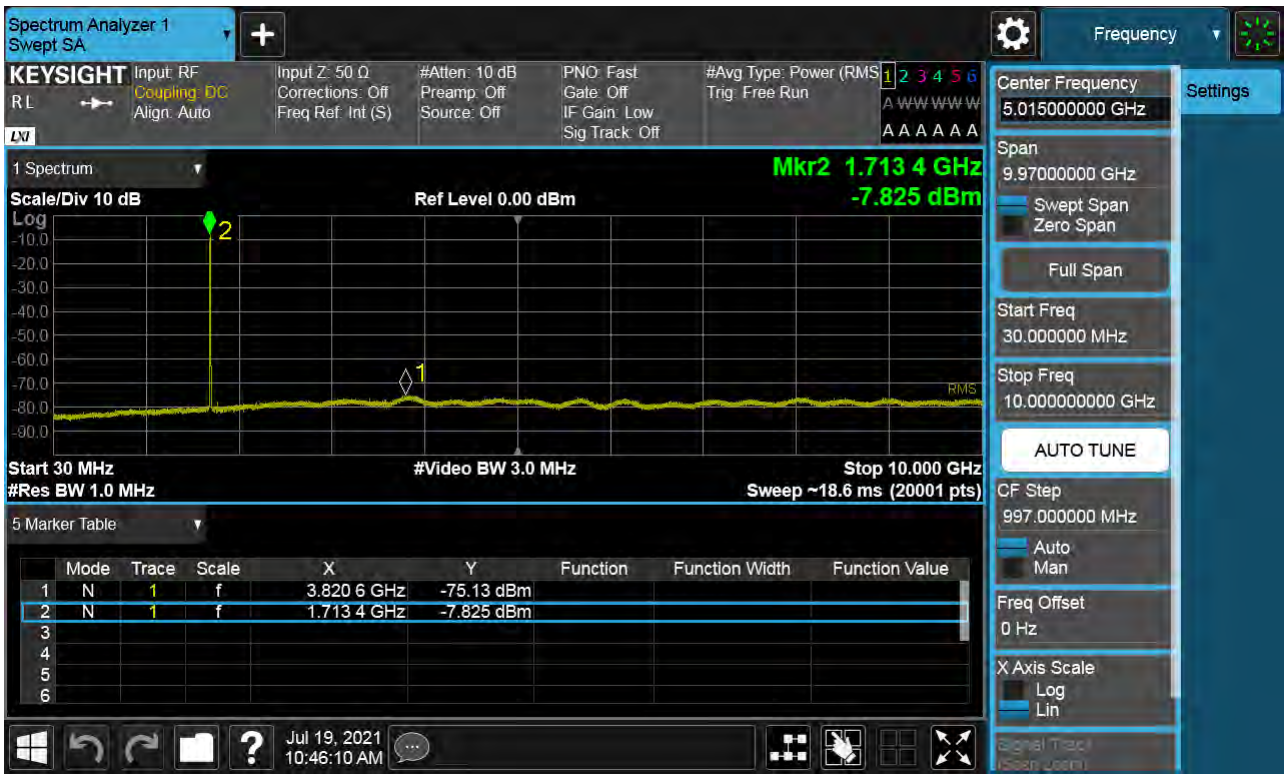 Spectrum Analyzer 1
Swept SA
Frequency
KEYSIGHT
R L
LXI
Input: RF
Coupling: DC
Align: Auto
Input Z: 50 Ω
Corrections: Off
Freq Ref: Int (S)
#Atten: 10 dB
Preamp: Off
Source: Off
PNO: Fast
Gate: Off
IF Gain: Low
Sig Track: Off
#Avg Type: Power (RMS
Trig: Free Run
1 2 3 4 5 6
A WW WW W
A A A A A A
1 Spectrum
Scale/Div 10 dB
Ref Level 0.00 dBm
Mkr2 1.713 4 GHz
-7.825 dBm
Log
-10.0
-20.0
-30.0
-40.0
-50.0
-60.0
-70.0
-80.0
-90.0
2
1
RMS
Start 30 MHz
#Video BW 3.0 MHz
Stop 10.000 GHz
#Res BW 1.0 MHz
Sweep ~18.6 ms (20001 pts)
5 Marker Table
Mode Trace Scale X Y Function Function Width Function Value
1 N 1 f 3.820 6 GHz -75.13 dBm
2 N 1 f 1.713 4 GHz -7.825 dBm
3
4
5
6
Jul 19, 2021
10:46:10 AM
?
Center Frequency
5.015000000 GHz
Settings
Span
9.97000000 GHz
Swept Span
Zero Span
Full Span
Start Freq
30.000000 MHz
Stop Freq
10.000000000 GHz
AUTO TUNE
CF Step
997.000000 MHz
Auto
Man
Freq Offset
0 Hz
X Axis Scale
Log
Lin
Signal Track
(Span Zoom)